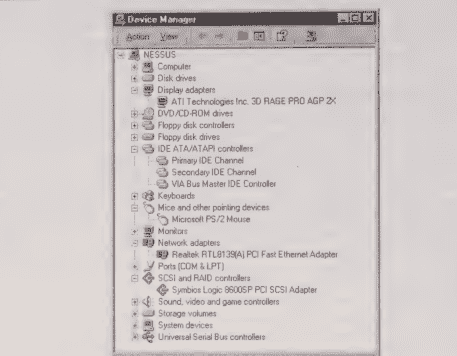 Device Manager
Action View
NESSUS
Computer
Disk drives
Display adapters
ATI Technologies Inc. 3D RAGE PRO AGP 2X
DVD/CD-ROM drives
Floppy disk controllers
Floppy disk drives
IDE ATA/ATAPI controllers
Primary IDE Channel
Secondary IDE Channel
VIA Bus Master IDE Controller
Keyboards
Mice and other pointing devices
Microsoft PS/2 Mouse
Monitors
Network adapters
Realtek RTL8139(A) PCI Fast Ethernet Adapter
Ports (COM & LPT)
SCSI and RAID controllers
Symbios Logic 8600SP PCI SCSI Adapter
Sound, video and game controllers
Storage volumes
System devices
Universal Serial Bus controllers